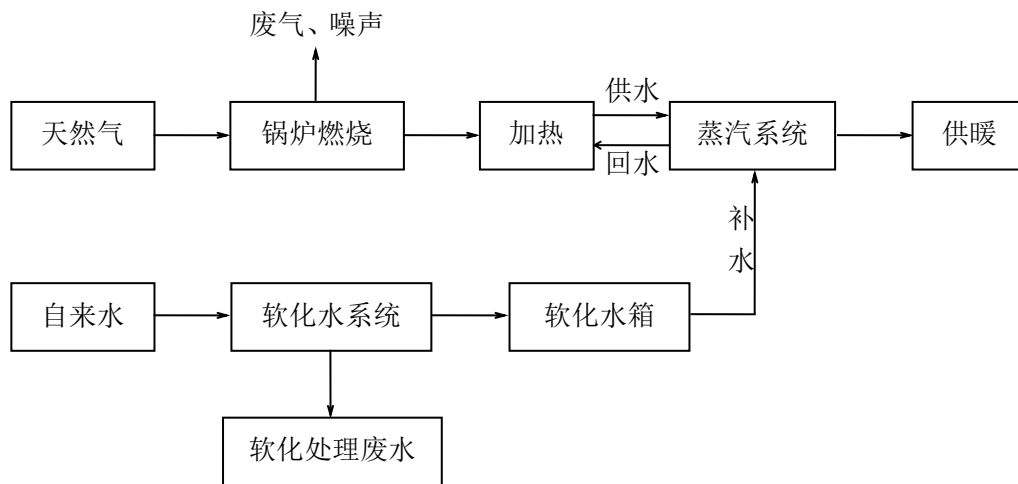 废气、噪声
供水
天然气
锅炉燃烧
加热
蒸汽系统
供暖
回水
补
水
自来水
软化水系统
软化水箱
软化处理废水